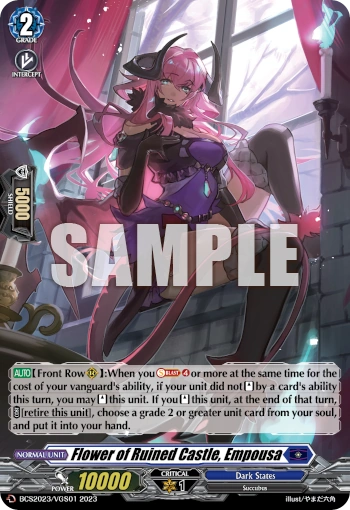 2
GRADE
INTERCEPT
5000
SHIELD
SAMPLE
AUTO【Front Row】:When you BLAST 4 or more at the same time for the
cost of your vanguard's ability, if your unit did not [ ] by a card's ability
this turn, you may [ ] this unit. If you [ ] this unit, at the end of that turn,
[retire this unit], choose a grade 2 or greater unit card from your soul,
and put it into your hand.
NORMAL UNIT
Flower of Ruined Castle, Empousa
POWER 10000
CRITICAL
1
Dark States
Succubus
BCS2023/VGS01 2023
illust/やまだ六角